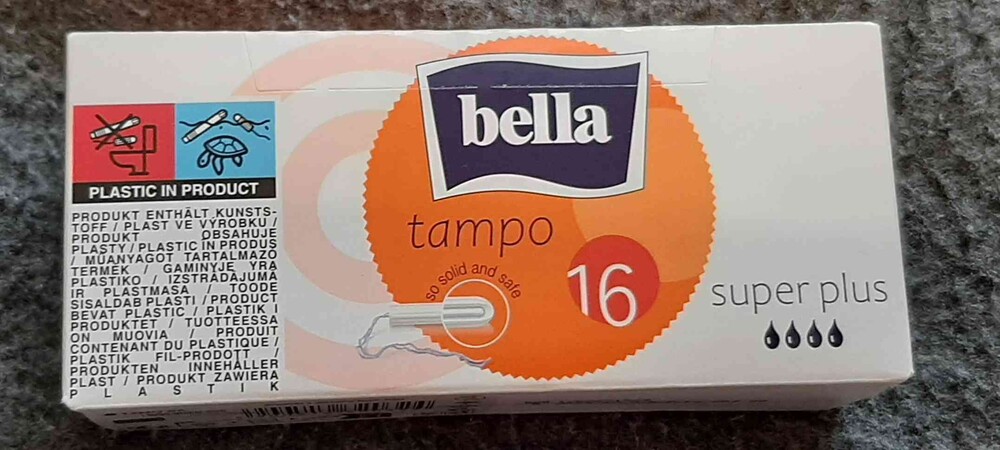 bella
tampo
so solid and safe
16
super plus
PLASTIC IN PRODUCT
PRODUKT ENTHÄLT KUNSTS-
TOFF / PLAST VE VÝROBKU /
PRODUKT OBSAHUJE
PLASTY / PLASTIC IN PRODUS
/ MŰANYAGOT TARTALMAZÓ
TERMÉK / GAMINYJE YRA
PLASTIKO / IZSTRĀDĀJUMĀ
IR PLASTMASA / TOODE
SISALDAB PLASTI / PRODUCT
BEVAT PLASTIC / PLASTIK I
PRODUKTET / TUOTTEESSA
ON MUOVIA / PRODUIT
CONTENANT DU PLASTIQUE /
PLASTIK FIL-PRODOTT /
PRODUKTEN INNEHÅLLER
PLAST / PRODUKT ZAWIERA
PLASTIK